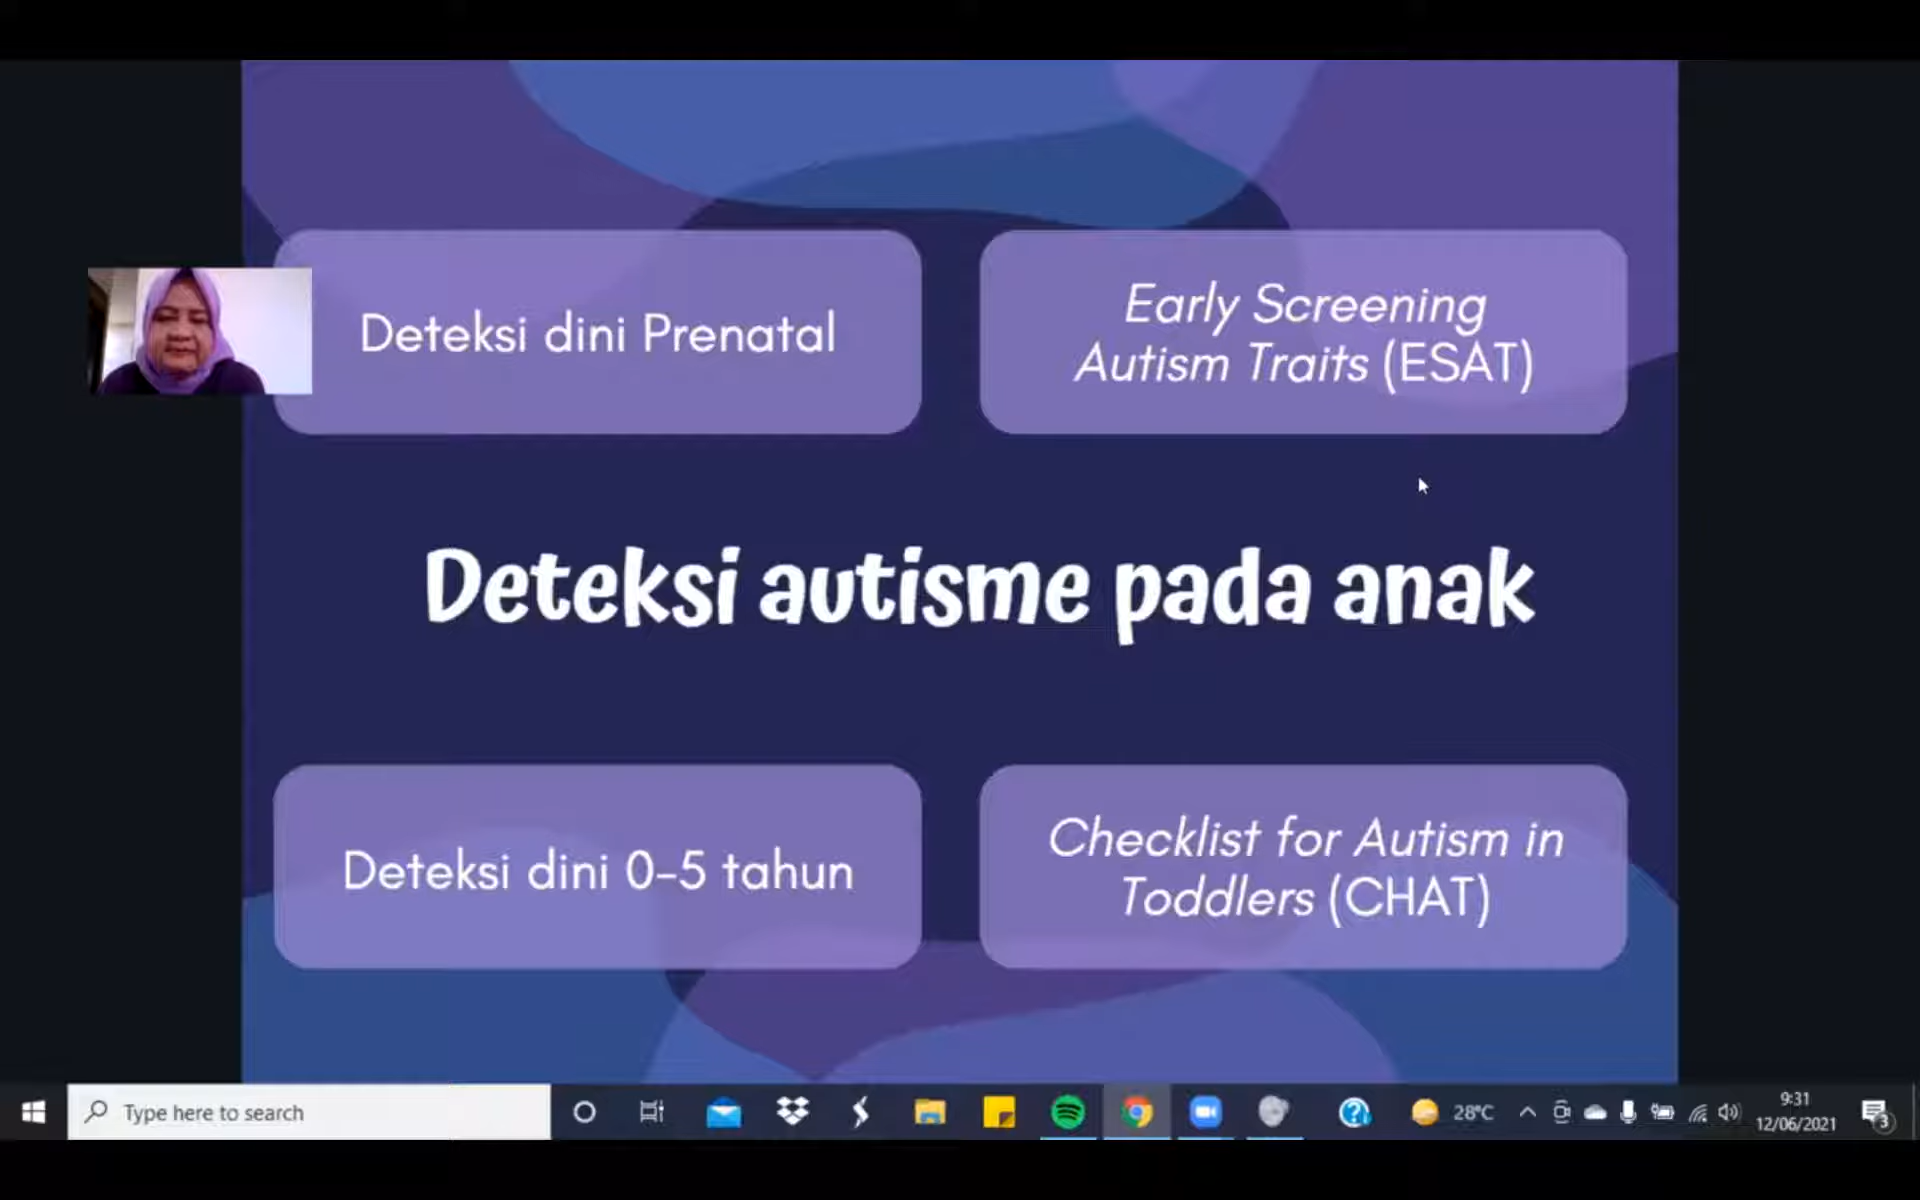 Deteksi dini Prenatal
Early Screening
Autism Traits (ESAT)
Deteksi autisme pada anak
Deteksi dini 0-5 tahun
Checklist for Autism in
Toddlers (CHAT)
Type here to search
28°C
9:31
12/06/2021
3